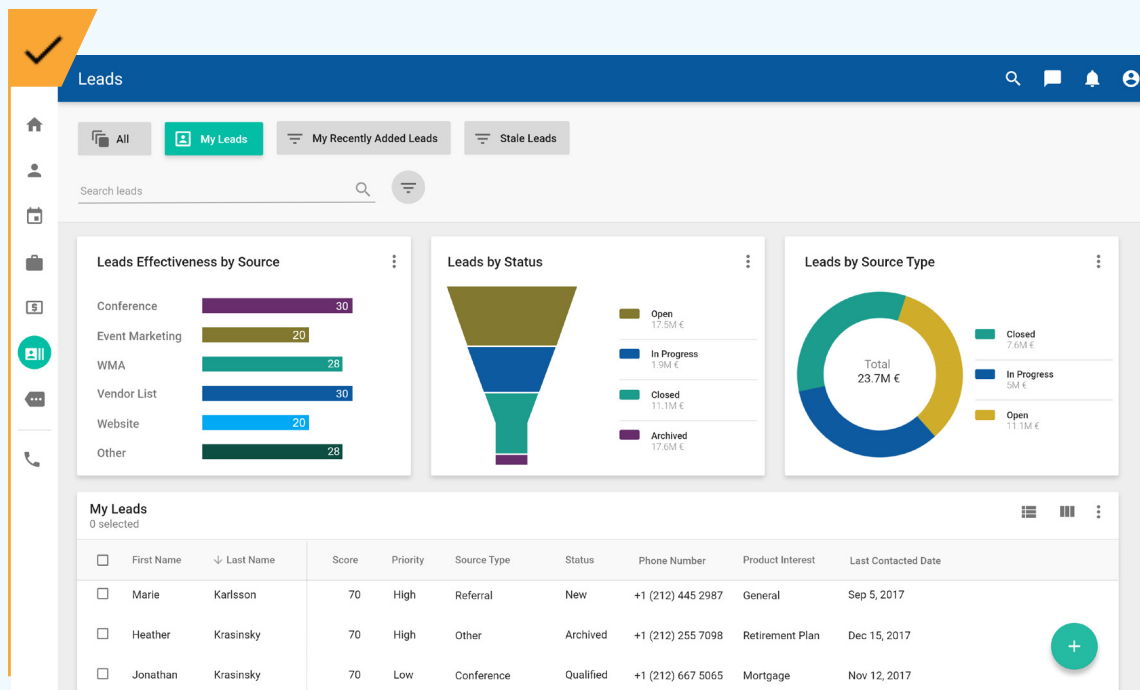 Leads
All
My Leads
My Recently Added Leads
Stale Leads
Search leads
Leads Effectiveness by Source
Conference 30
Event Marketing 20
WMA 28
Vendor List 30
Website 20
Other 28
Leads by Status
Open
17.5M €
In Progress
1.9M €
Closed
11.1M €
Archived
17.6M €
Leads by Source Type
Total
23.7M €
Closed
7.6M €
In Progress
5M €
Open
11.1M €
My Leads
0 selected
First Name Last Name Score Priority Source Type Status Phone Number Product Interest Last Contacted Date
Marie Karlsson 70 High Referral New +1 (212) 445 2987 General Sep 5, 2017
Heather Krasinsky 70 High Other Archived +1 (212) 255 7098 Retirement Plan Dec 15, 2017
Jonathan Krasinsky 70 Low Conference Qualified +1 (212) 667 5065 Mortgage Nov 12, 2017